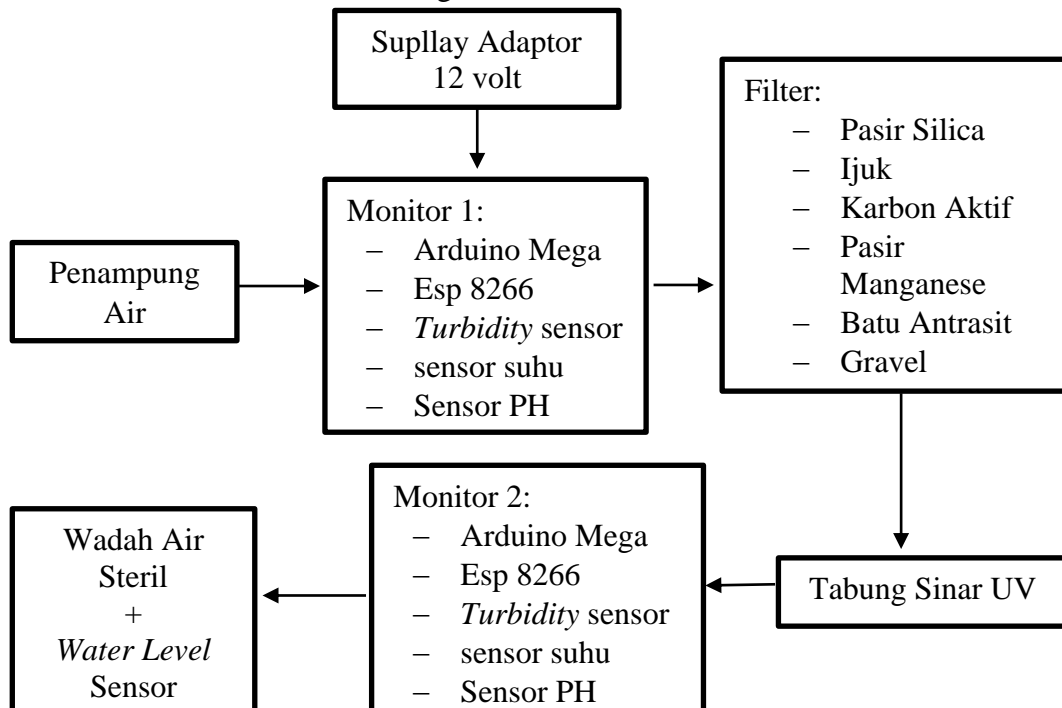 Supllay Adaptor
12 volt
Penampung
Air
Monitor 1:
– Arduino Mega
– Esp 8266
– Turbidity sensor
– sensor suhu
– Sensor PH
Filter:
– Pasir Silica
– Ijuk
– Karbon Aktif
– Pasir
Manganese
– Batu Antrasit
– Gravel
Tabung Sinar UV
Monitor 2:
– Arduino Mega
– Esp 8266
– Turbidity sensor
– sensor suhu
– Sensor PH
Wadah Air
Steril
+
Water Level
Sensor